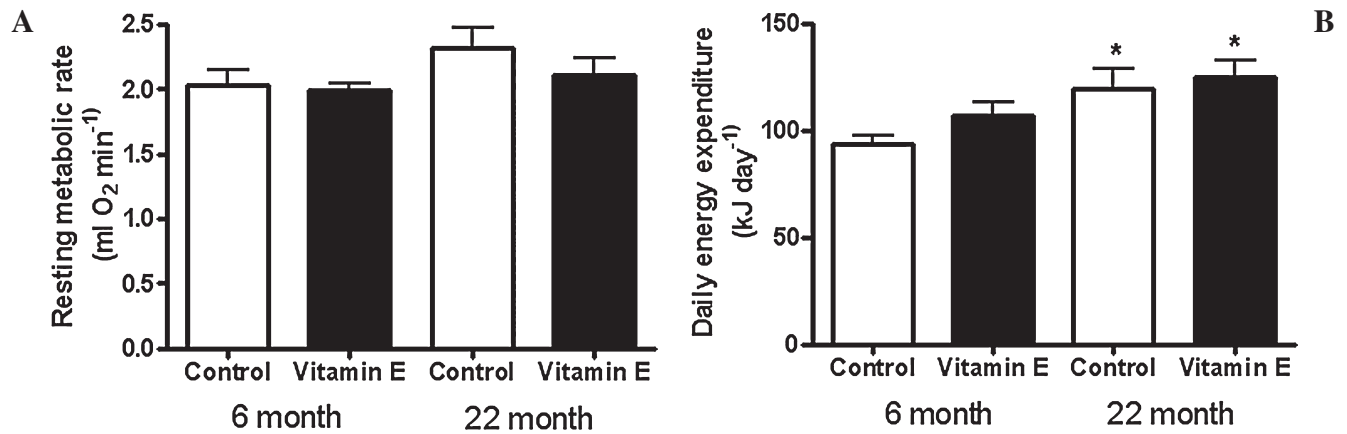 A
Resting metabolic rate
(ml O₂ min⁻¹)
2.5
2.0
1.5
1.0
0.5
0.0
Control
Vitamin E
Control
Vitamin E
6 month
22 month
B
Daily energy expenditure
(kJ day⁻¹)
150
100
50
0
*
*
Control
Vitamin E
Control
Vitamin E
6 month
22 month